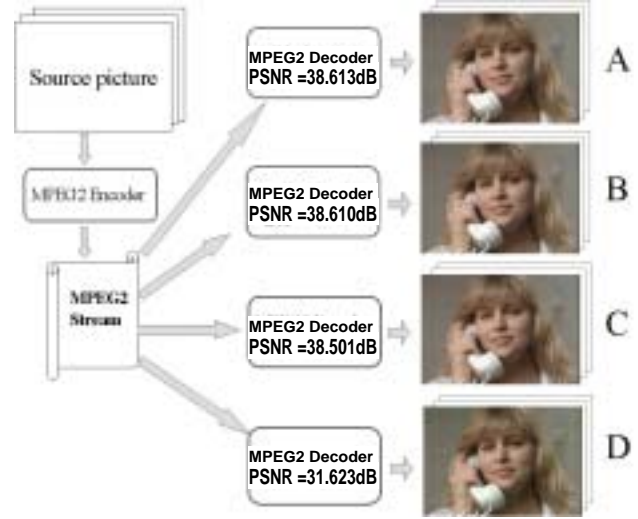 Source picture
MPEG2 Encoder
MPEG2
Stream
MPEG2 Decoder
PSNR =38.613dB
A
MPEG2 Decoder
PSNR =38.610dB
B
MPEG2 Decoder
PSNR =38.501dB
C
MPEG2 Decoder
PSNR =31.623dB
D